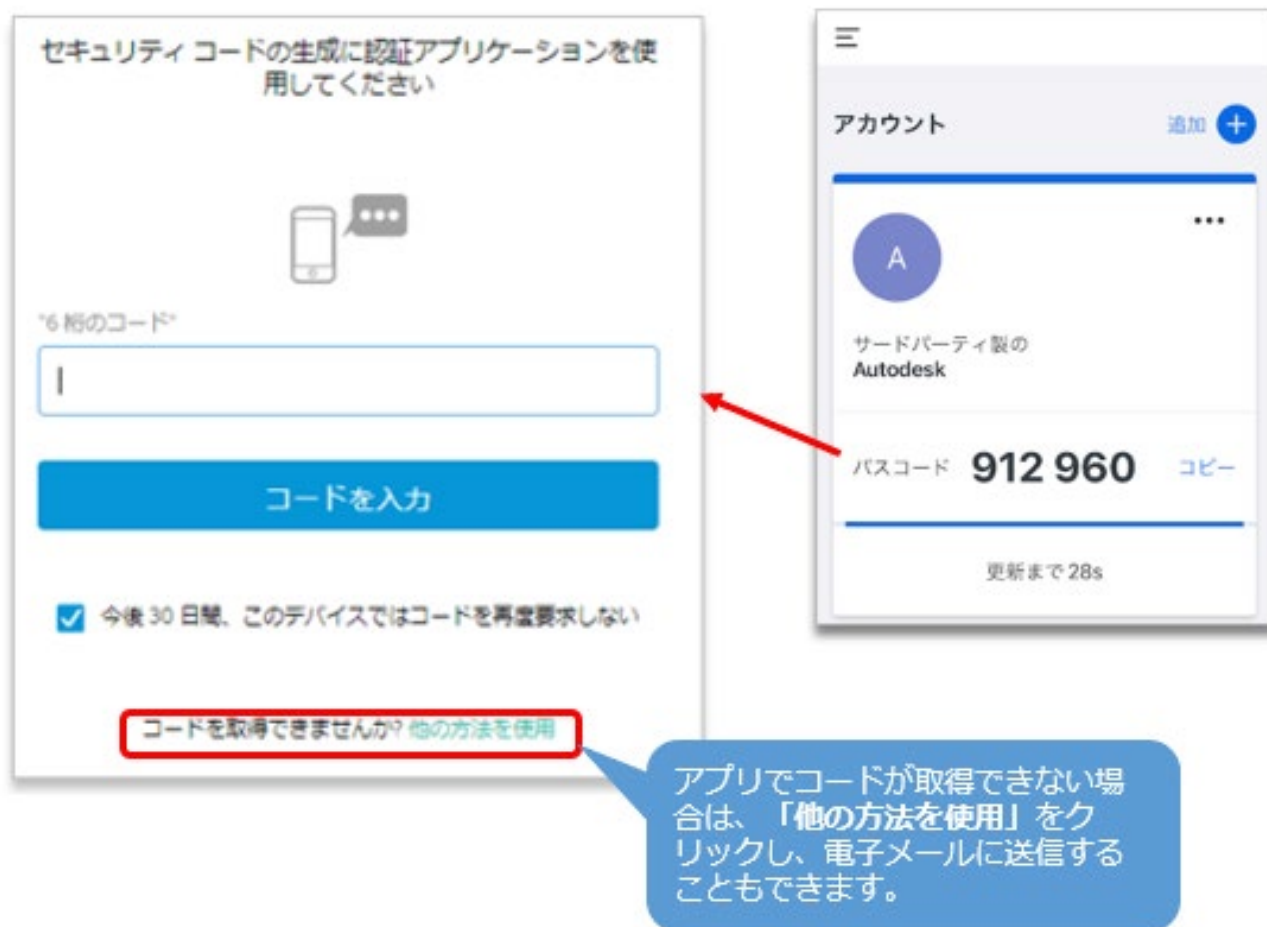 セキュリティ コードの生成に認証アプリケーションを使
用してください
"6 桁のコード"
コードを入力
今後 30 日間、このデバイスではコードを再度要求しない
コードを取得できませんか? 他の方法を使用
アカウント
追加
A
サードパーティ製の
Autodesk
パスコード 912 960 コピー
更新まで 28s
アプリでコードが取得できない場
合は、「他の方法を使用」をク
リックし、電子メールに送信する
こともできます。